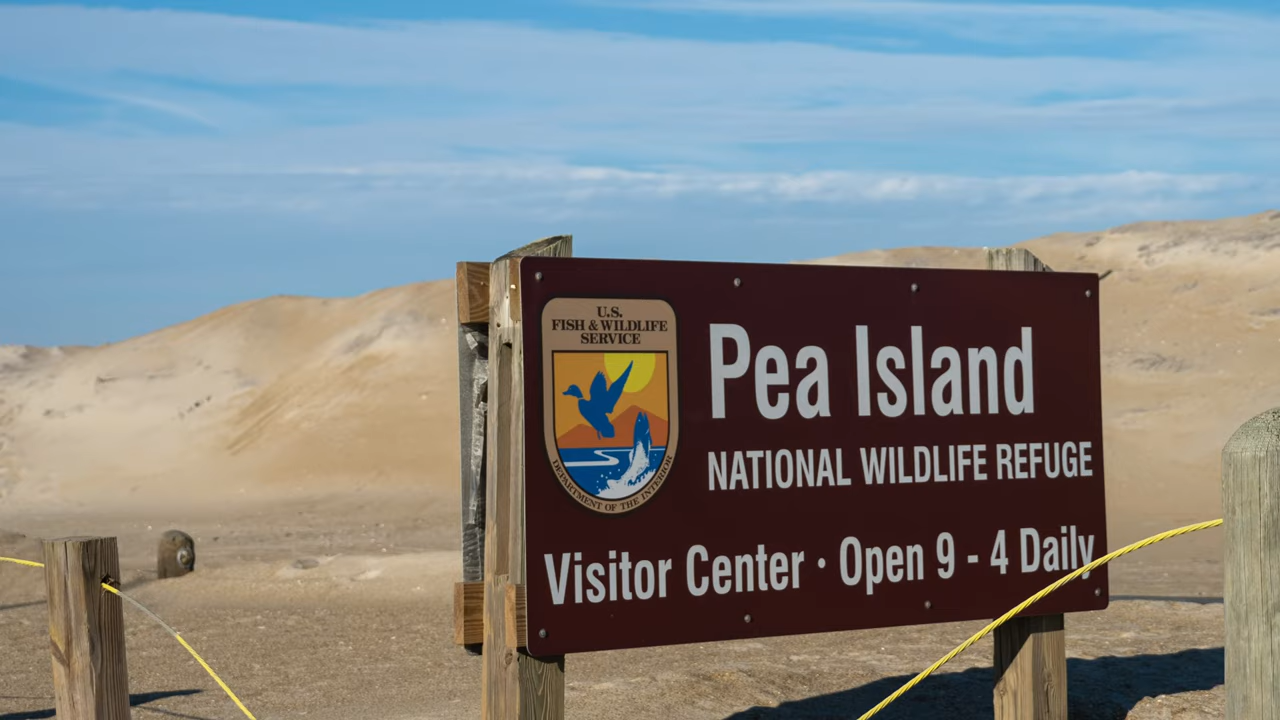 U.S.
FISH & WILDLIFE
SERVICE
DEPARTMENT OF THE INTERIOR
Pea Island
NATIONAL WILDLIFE REFUGE
Visitor Center · Open 9 - 4 Daily